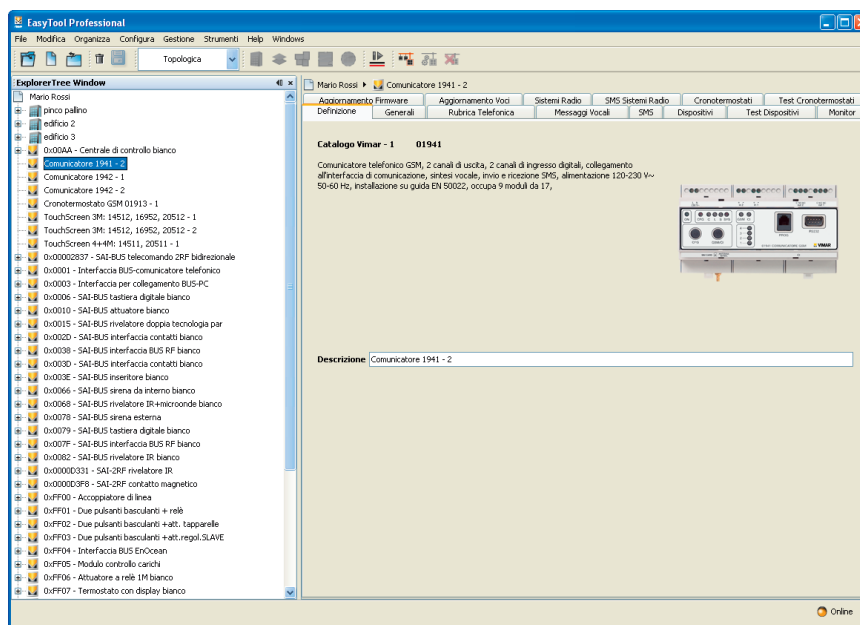 EasyTool Professional
File Modifica Organizza Configura Gestione Strumenti Help Windows
Topologica
ExplorerTree Window
Mario Rossi
pinco pallino
edificio 2
edificio 3
0x00AA - Centrale di controllo bianco
Comunicatore 1941 - 2
Comunicatore 1942 - 1
Comunicatore 1942 - 2
Cronotermostato GSM 01913 - 1
TouchScreen 3M: 14512, 16952, 20512 - 1
TouchScreen 3M: 14512, 16952, 20512 - 2
TouchScreen 4+4M: 14511, 20511 - 1
0x00002837 - SAI-BUS telecomando 2RF bidirezionale
0x0001 - Interfaccia BUS-comunicatore telefonico
0x0003 - Interfaccia per collegamento BUS-PC
0x0006 - SAI-BUS tastiera digitale bianco
0x0010 - SAI-BUS attuatore bianco
0x0015 - SAI-BUS rivelatore doppia tecnologia par
0x002D - SAI-BUS interfaccia contatti bianco
0x0038 - SAI-BUS interfaccia BUS RF bianco
0x003D - SAI-BUS interfaccia contatti bianco
0x003E - SAI-BUS inseritore bianco
0x0066 - SAI-BUS sirena da interno bianco
0x0068 - SAI-BUS rivelatore IR+microonde bianco
0x0078 - SAI-BUS sirena esterna
0x0079 - SAI-BUS tastiera digitale bianco
0x007F - SAI-BUS interfaccia BUS RF bianco
0x0082 - SAI-BUS rivelatore IR bianco
0x0000D331 - SAI-2RF rivelatore IR
0x0000D3F8 - SAI-2RF contatto magnetico
0xFF00 - Accoppiatore di linea
0xFF01 - Due pulsanti basculanti + relè
0xFF02 - Due pulsanti basculanti +att. tapparelle
0xFF03 - Due pulsanti basculanti +att.regol.SLAVE
0xFF04 - Interfaccia BUS EnOcean
0xFF05 - Modulo controllo carichi
0xFF06 - Attuatore a relè 1M bianco
0xFF07 - Termostato con display bianco
Mario Rossi Comunicatore 1941 - 2
Aggiornamento Firmware Aggiornamento Voci Sistemi Radio SMS Sistemi Radio Cronotermostati Test Cronotermostati
Definizione Generali Rubrica Telefonica Messaggi Vocali SMS Dispositivi Test Dispositivi Monitor
Catalogo Vimar - 1 01941
Comunicatore telefonico GSM, 2 canali di uscita, 2 canali di ingresso digitali, collegamento
all'interfaccia di comunicazione, sintesi vocale, invio e ricezione SMS, alimentazione 120-230 V~
50-60 Hz, installazione su guida EN 50022, occupa 9 moduli da 17,
VIMAR
Descrizione Comunicatore 1941 - 2
Online